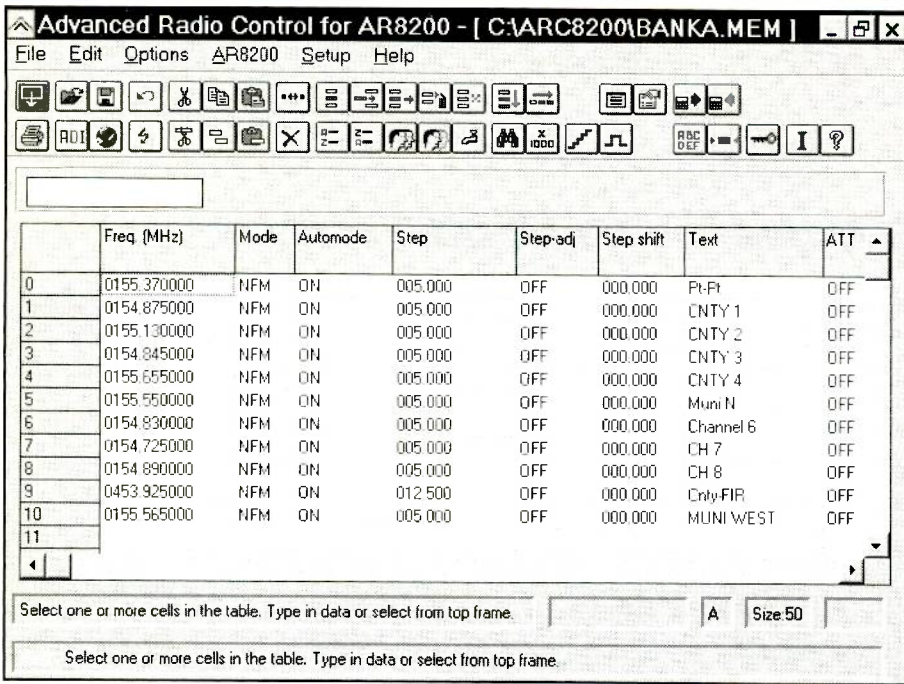 Advanced Radio Control for AR8200 - [ C:\ARC8200\BANKA.MEM ]
File Edit Options AR8200 Setup Help
ABC DEF
x 1000
Freq. (MHz) Mode Automode Step Step-adj Step shift Text ATT
0 0155.370000 NFM ON 005.000 OFF 000.000 Pt-Pt OFF
1 0154.875000 NFM ON 005.000 OFF 000.000 CNTY 1 OFF
2 0155.130000 NFM ON 005.000 OFF 000.000 CNTY 2 OFF
3 0154.845000 NFM ON 005.000 OFF 000.000 CNTY 3 OFF
4 0155.655000 NFM ON 005.000 OFF 000.000 CNTY 4 OFF
5 0155.550000 NFM ON 005.000 OFF 000.000 Muni N OFF
6 0154.830000 NFM ON 005.000 OFF 000.000 Channel 6 OFF
7 0154.725000 NFM ON 005.000 OFF 000.000 CH 7 OFF
8 0154.890000 NFM ON 005.000 OFF 000.000 CH 8 OFF
9 0453.925000 NFM ON 012.500 OFF 000.000 Cnty-FIR OFF
10 0155.565000 NFM ON 005.000 OFF 000.000 MUNI WEST OFF
11
Select one or more cells in the table. Type in data or select from top frame. A Size:50
Select one or more cells in the table. Type in data or select from top frame.